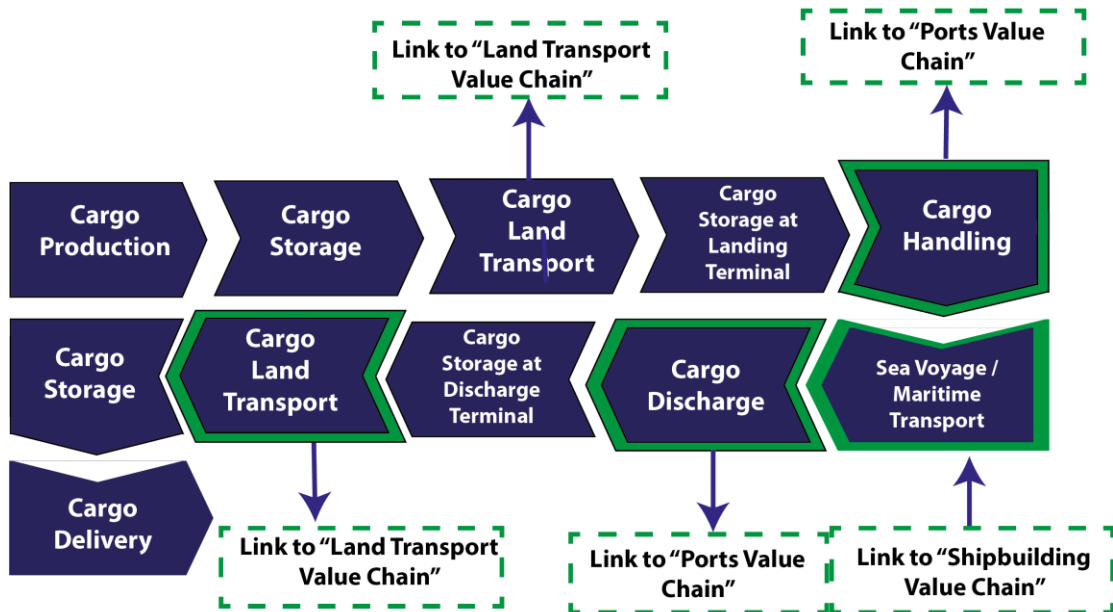 Link to “Land Transport
Value Chain”
Link to “Ports Value
Chain”
Cargo
Production
Cargo
Storage
Cargo
Land
Transport
Cargo
Storage at
Landing
Terminal
Cargo
Handling
Cargo
Storage
Cargo
Land
Transport
Cargo
Storage at
Discharge
Terminal
Cargo
Discharge
Sea Voyage /
Maritime
Transport
Cargo
Delivery
Link to “Land Transport
Value Chain”
Link to “Ports Value
Chain”
Link to “Shipbuilding
Value Chain”